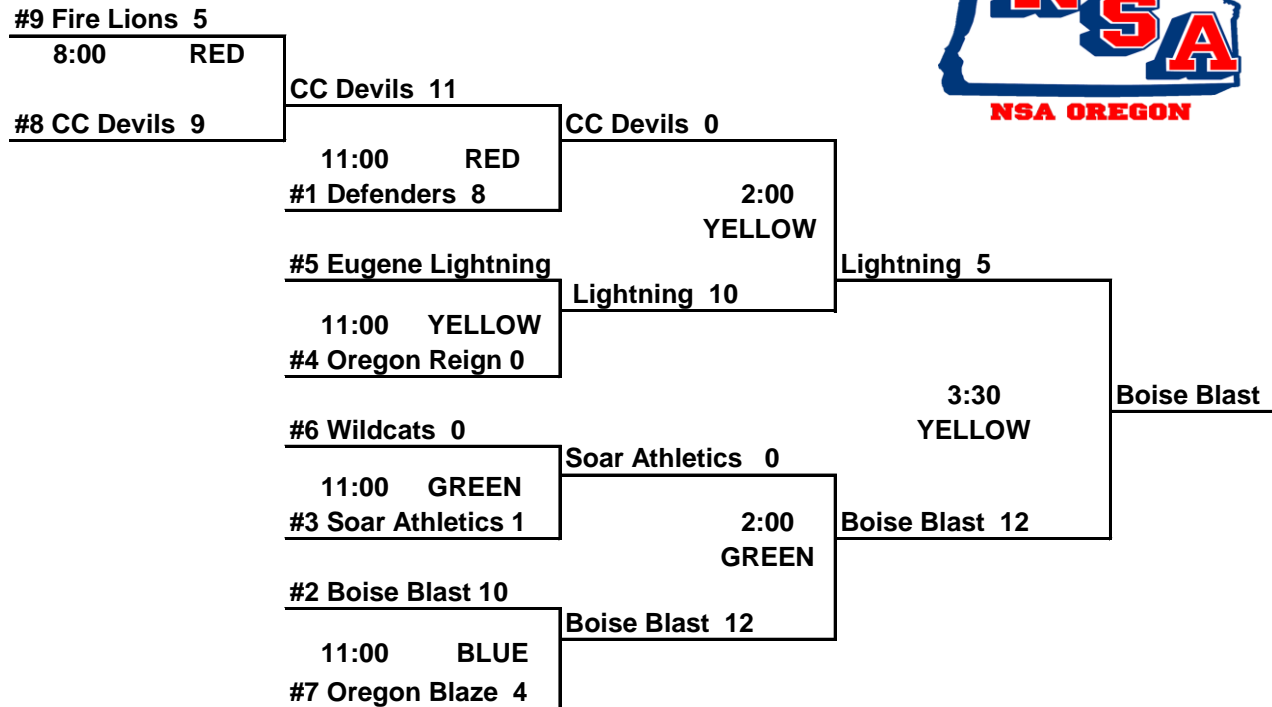 #9 Fire Lions 5
8:00 RED
#8 CC Devils 9
CC Devils 11
11:00 RED
#1 Defenders 8
CC Devils 0
2:00
YELLOW
#5 Eugene Lightning
11:00 YELLOW
#4 Oregon Reign 0
Lightning 10
Lightning 5
3:30
YELLOW
#6 Wildcats 0
11:00 GREEN
#3 Soar Athletics 1
Soar Athletics 0
2:00
GREEN
#2 Boise Blast 10
11:00 BLUE
#7 Oregon Blaze 4
Boise Blast 12
Boise Blast 12
Boise Blast
NSA
NSA OREGON